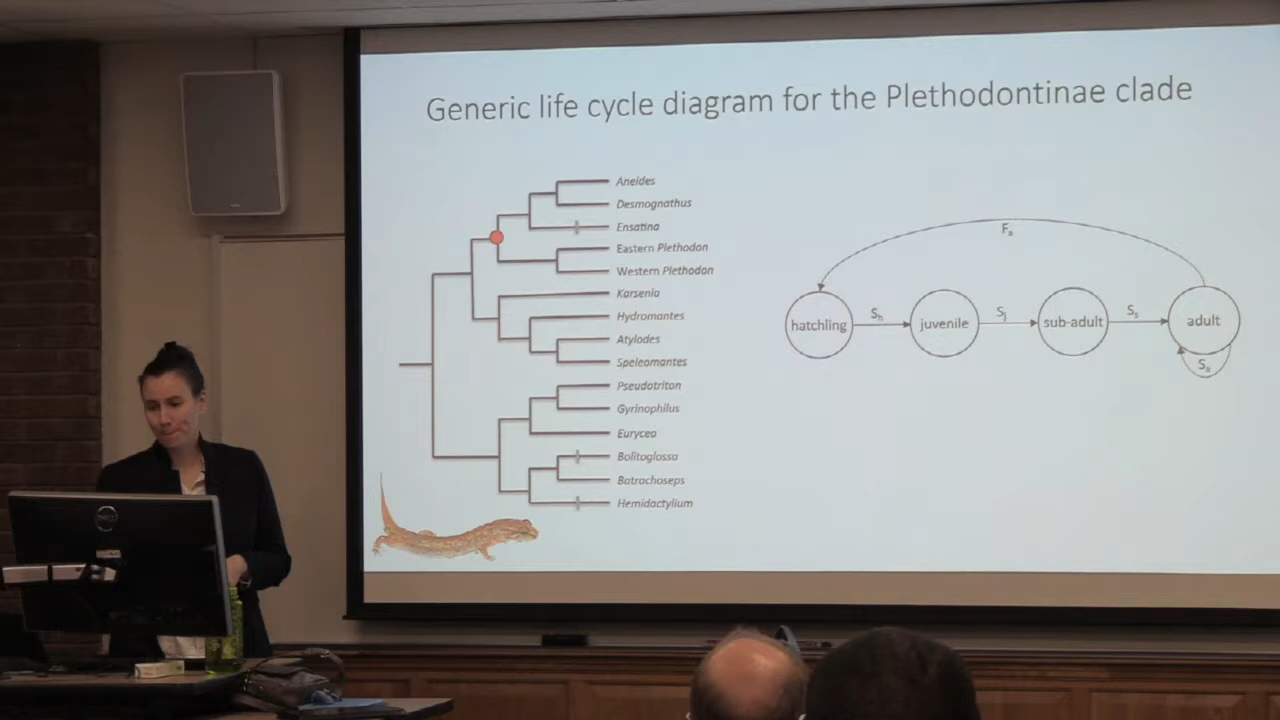 Generic life cycle diagram for the Plethodontinae clade
Aneides
Desmognathus
Ensatina
Eastern Plethodon
Western Plethodon
Karsenia
Hydromantes
Atylodes
Speleomantes
Pseudotriton
Gyrinophilus
Eurycea
Bolitoglossa
Batrachoseps
Hemidactylium
Fa
hatchling
Sh
juvenile
Sj
sub-adult
Ss
adult
Sa
DELL